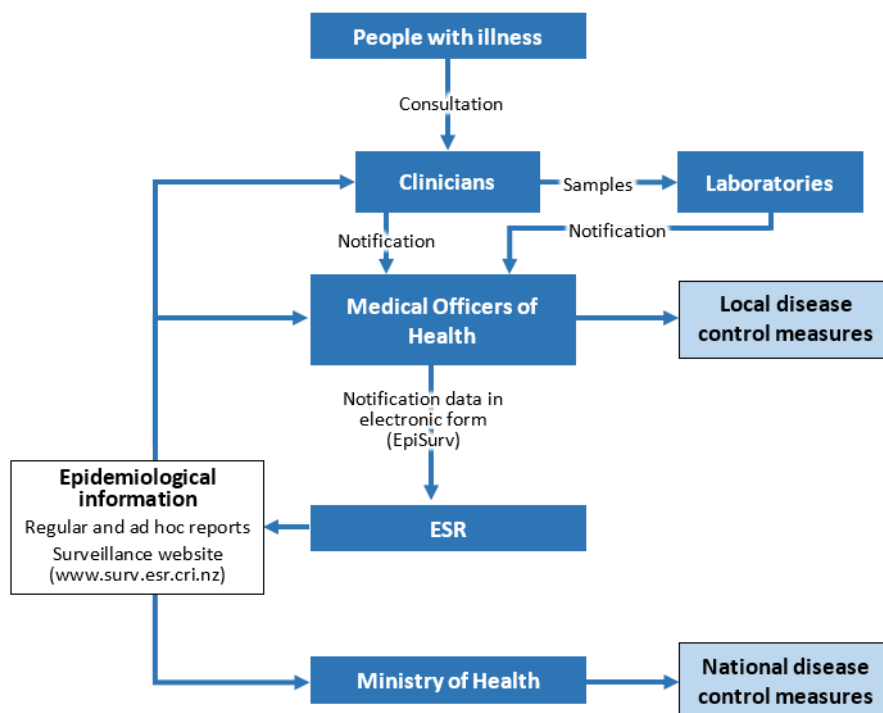 People with illness
Consultation
Clinicians
Samples
Laboratories
Notification
Notification
Medical Officers of
Health
Local disease
control measures
Notification data in
electronic form
(EpiSurv)
Epidemiological
information
Regular and ad hoc reports
Surveillance website
(www.surv.esr.cri.nz)
ESR
Ministry of Health
National disease
control measures